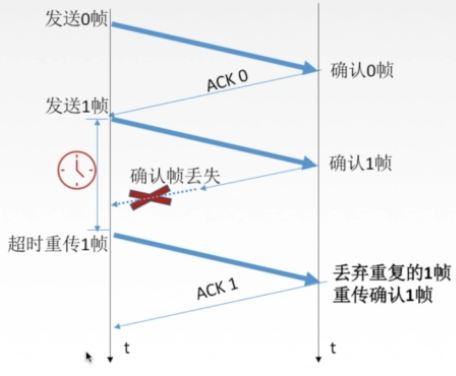 发送0帧
ACK 0
确认0帧
发送1帧
确认1帧
确认帧丢失
超时重传1帧
ACK 1
丢弃重复的1帧
重传确认1帧
t
t